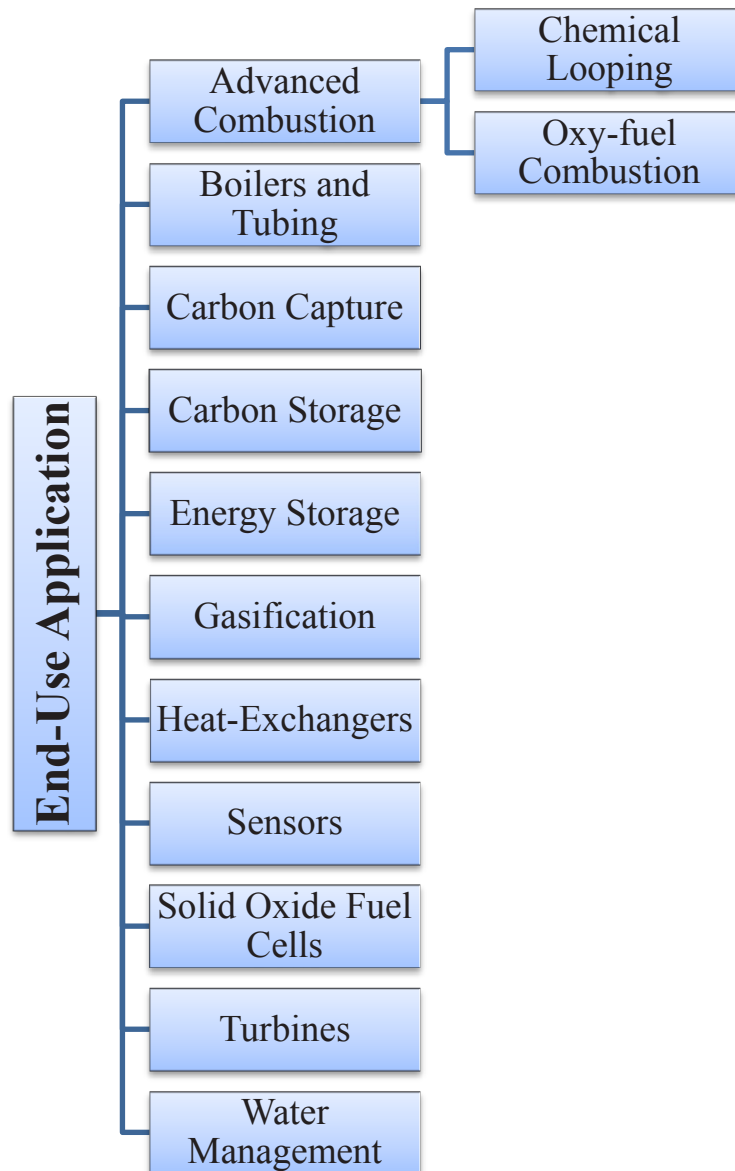 End-Use Application
Advanced
Combustion
Chemical
Looping
Oxy-fuel
Combustion
Boilers and
Tubing
Carbon Capture
Carbon Storage
Energy Storage
Gasification
Heat-Exchangers
Sensors
Solid Oxide Fuel
Cells
Turbines
Water
Management